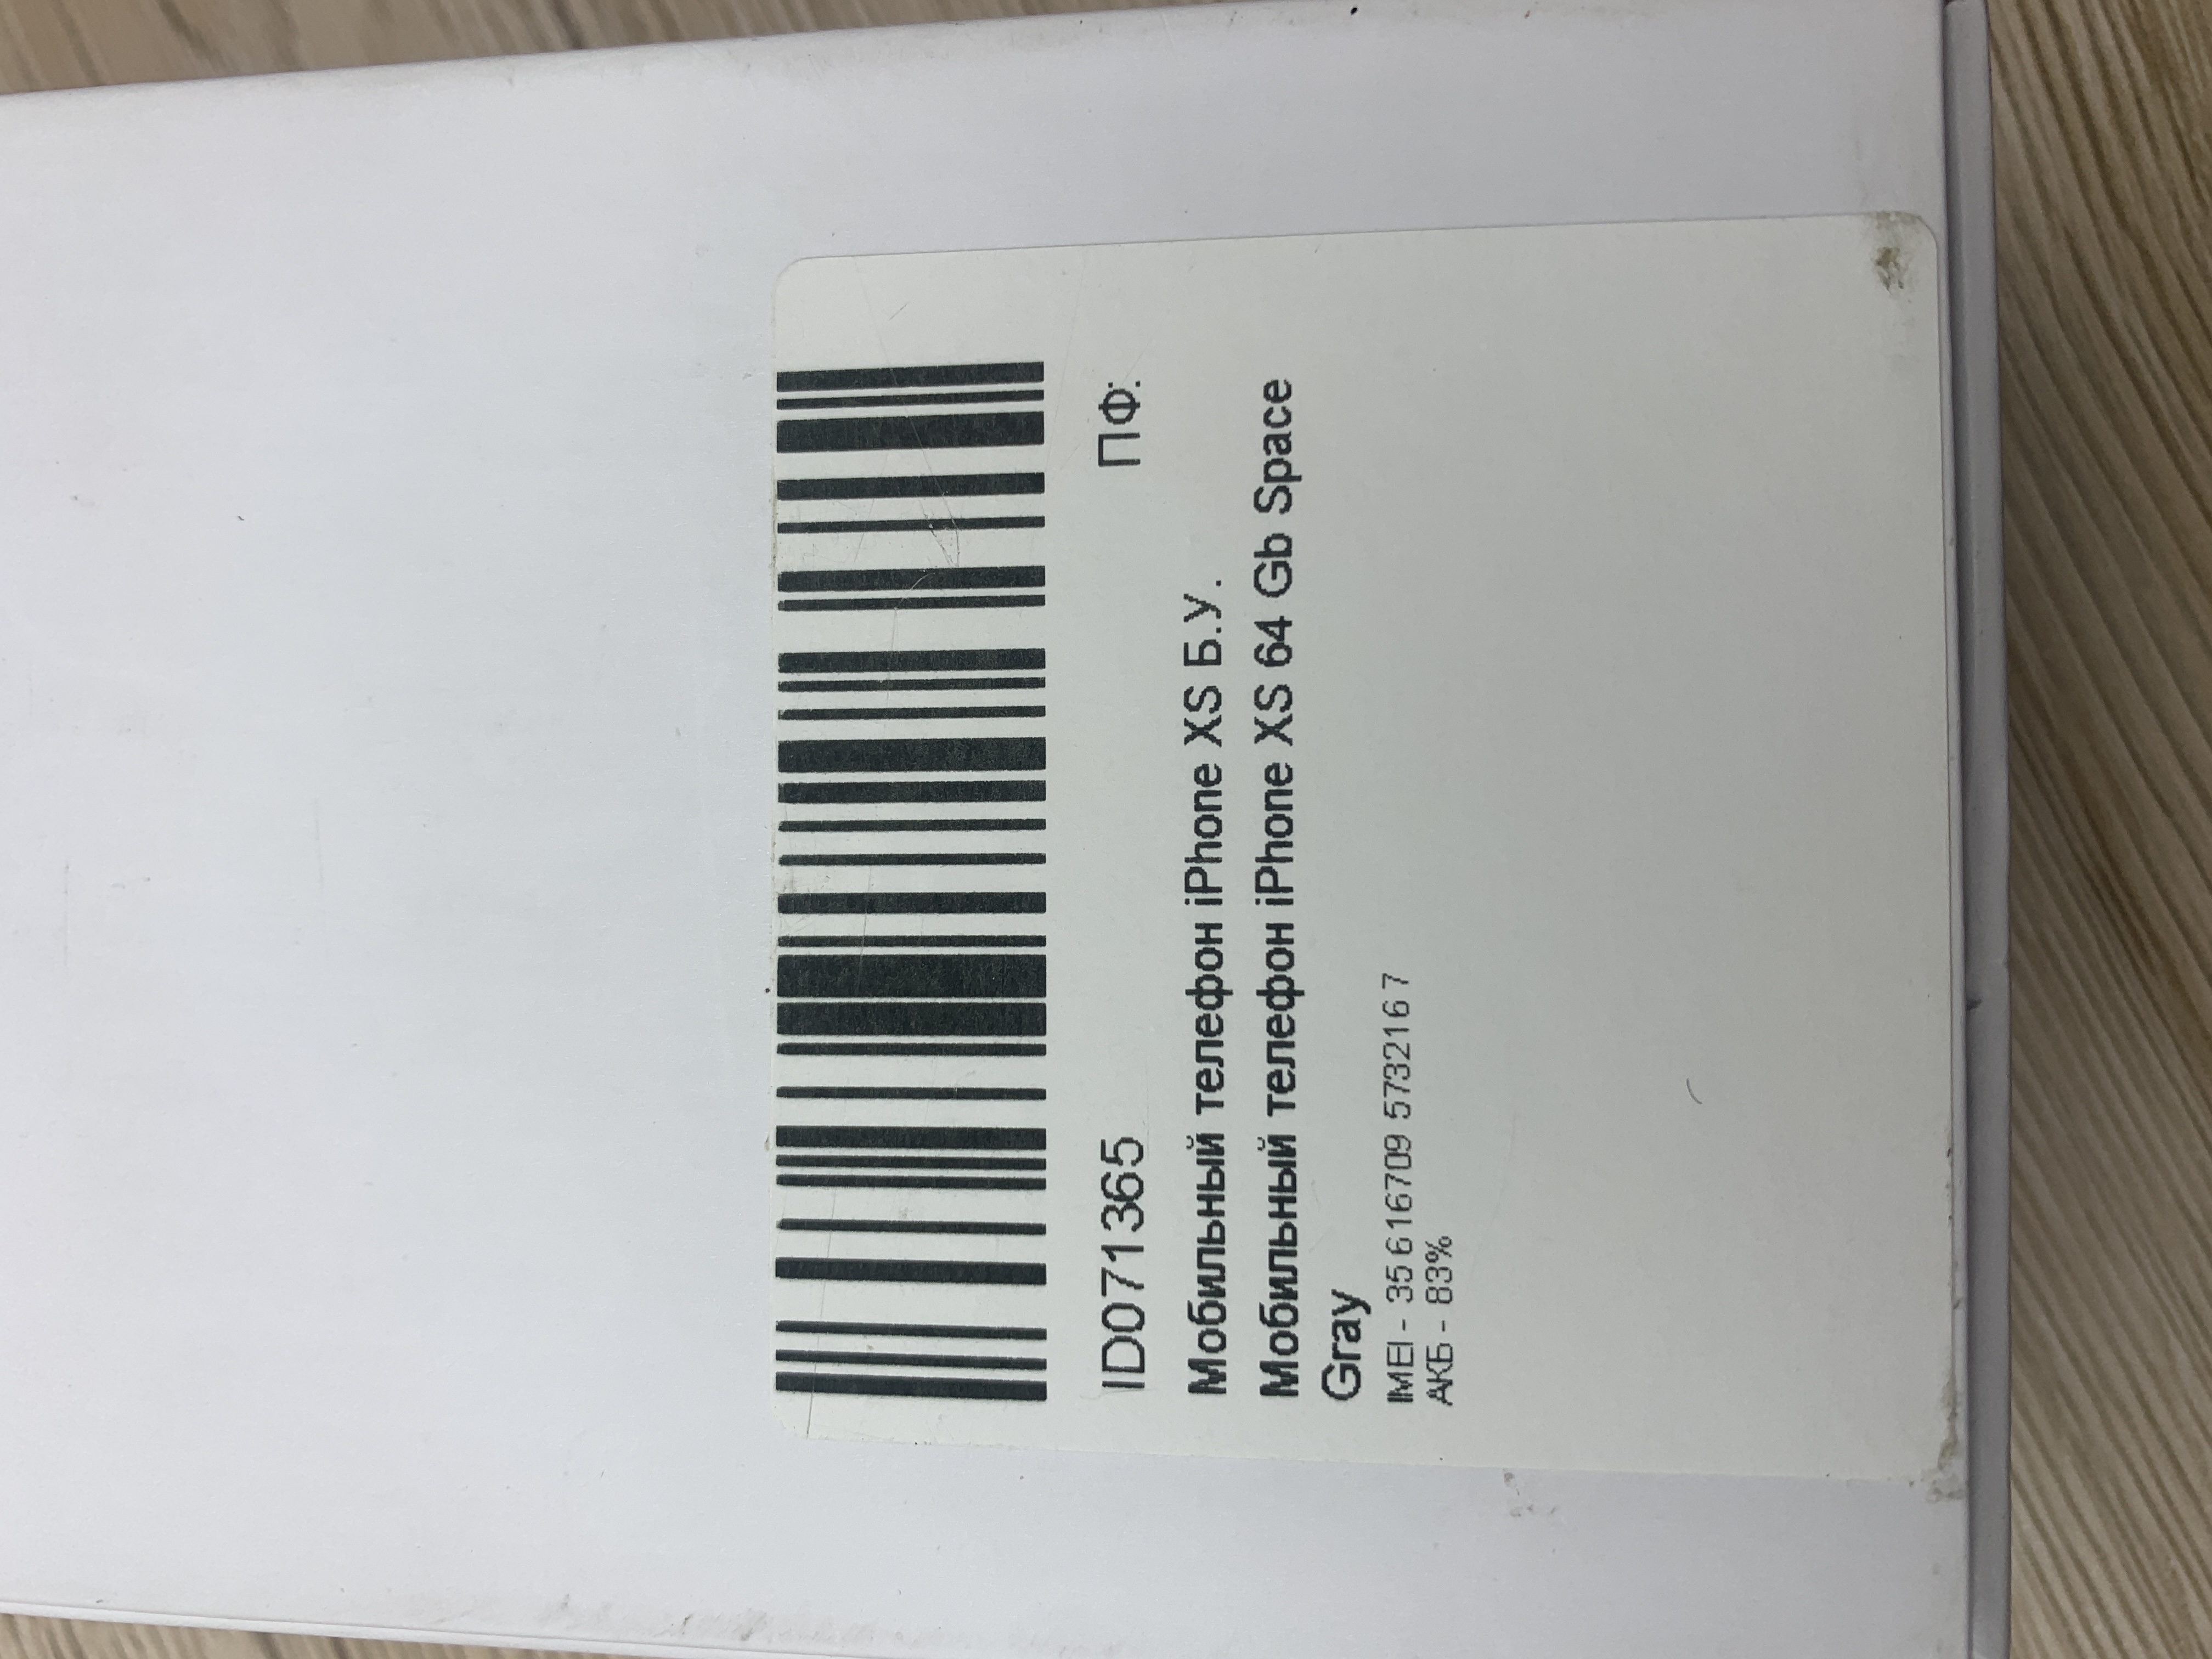 ID071365 ПФ:
Мобильный телефон iPhone XS Б.У.
Мобильный телефон iPhone XS 64 Gb Space
Gray
IMEI - 35 616709 573216 7
АКБ - 83%